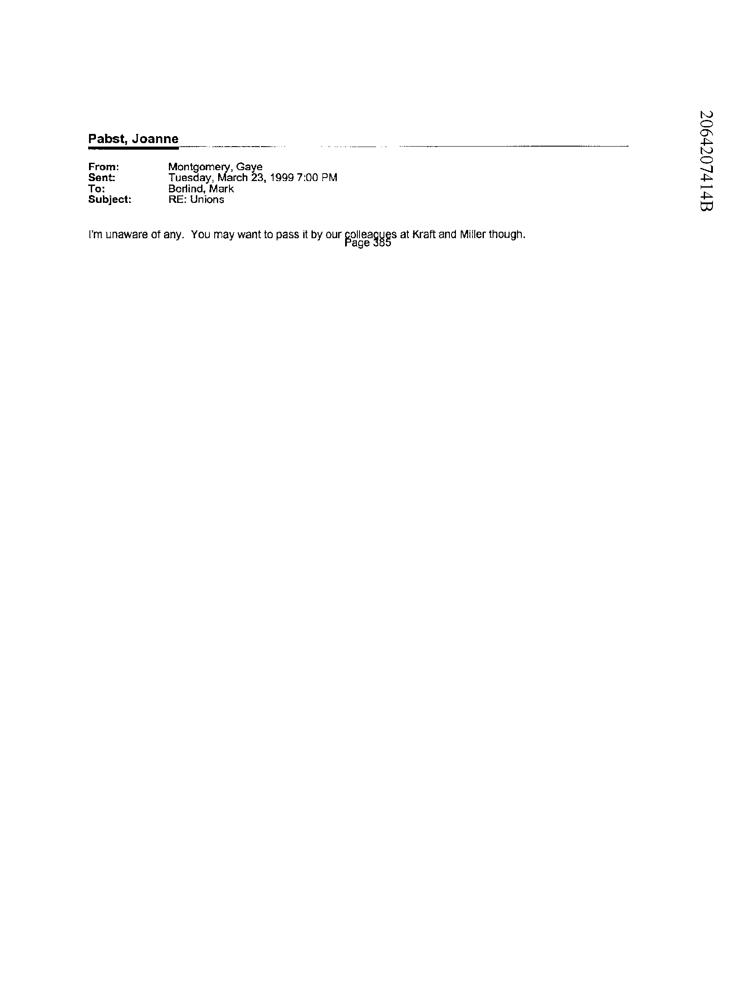 Pabst, Joanne
From: Montgomery, Gaye
Sent: Tuesday, March 23, 1999 7:00 PM
To: Berlind, Mark
Subject: RE: Unions
I'm unaware of any. You may want to pass it by our colleagues at Kraft and Miller though.
Page 385
2064207414B